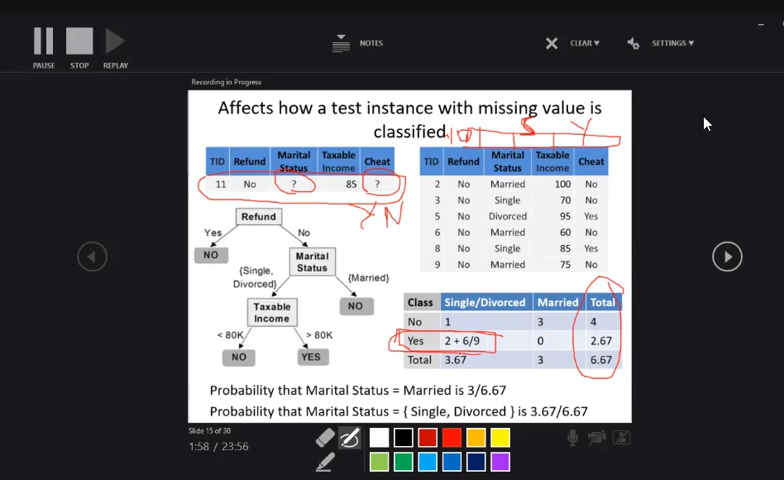 PAUSE STOP REPLAY
NOTES
CLEAR SETTINGS
Recording in Progress
Affects how a test instance with missing value is
classified.
10 S Y
TID Refund Marital Status Taxable Income Cheat
11 No ? 85 ?
Y N
TID Refund Marital Status Taxable Income Cheat
2 No Married 100 No
3 No Single 70 No
5 No Divorced 95 Yes
6 No Married 60 No
8 No Single 85 Yes
9 No Married 75 No
Refund
Yes No
NO
Marital
Status
{Single,
Divorced}
{Married}
Taxable
Income
NO
< 80K > 80K
NO YES
Class Single/Divorced Married Total
No 1 3 4
Yes 2 + 6/9 0 2.67
Total 3.67 3 6.67
Probability that Marital Status = Married is 3/6.67
Probability that Marital Status = { Single, Divorced } is 3.67/6.67
Slide 15 of 30
1:58 / 23:56